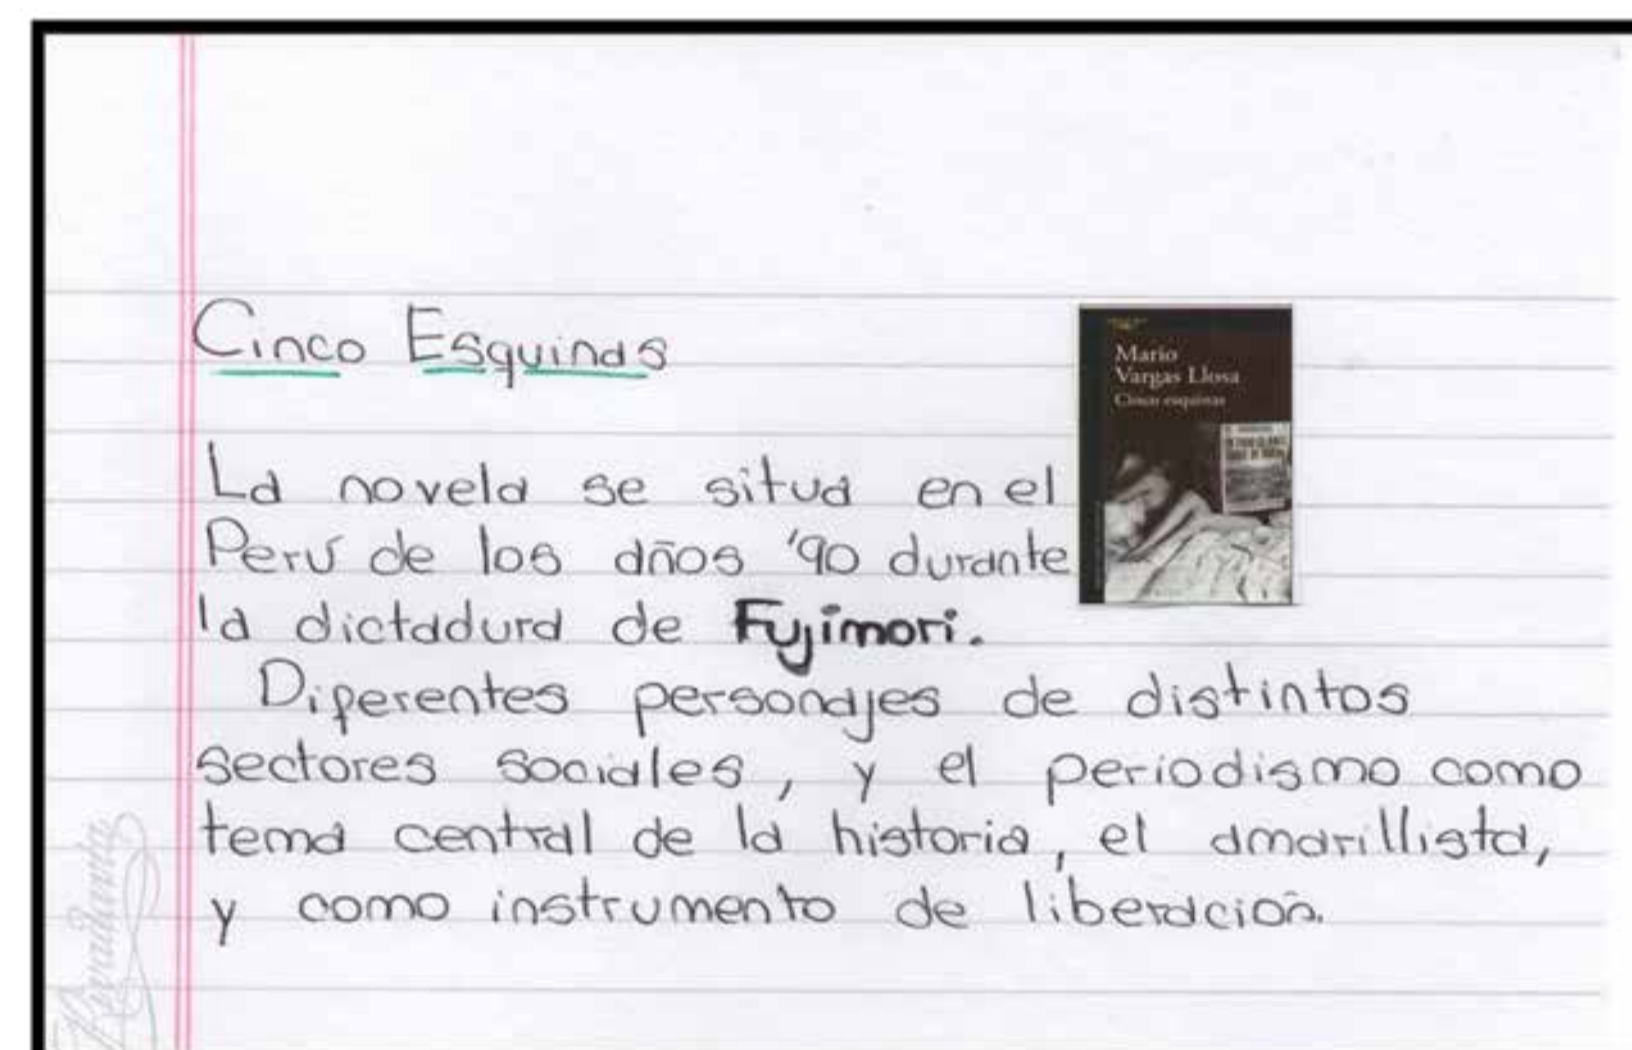 Cinco Esquinas
Mario
Vargas Llosa
Cinco esquinas
La novela se situa en el
Perú de los años '90 durante
la dictadura de Fujimori.
Diferentes personajes de distintos
sectores sociales, y el periodismo como
tema central de la historia, el amarillista,
y como instrumento de liberación.
Rivadavia